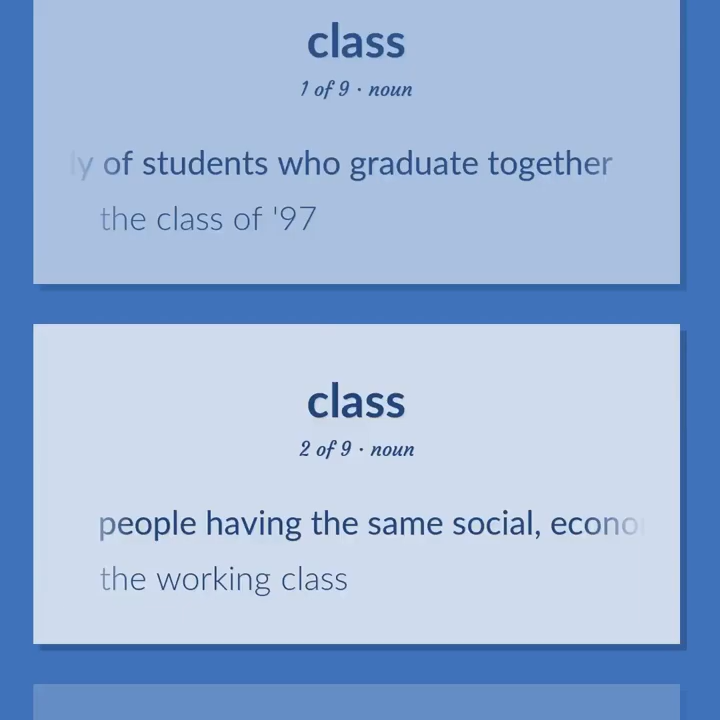 class
1 of 9 · noun
of students who graduate together
the class of '97
class
2 of 9 · noun
people having the same social,
the working class